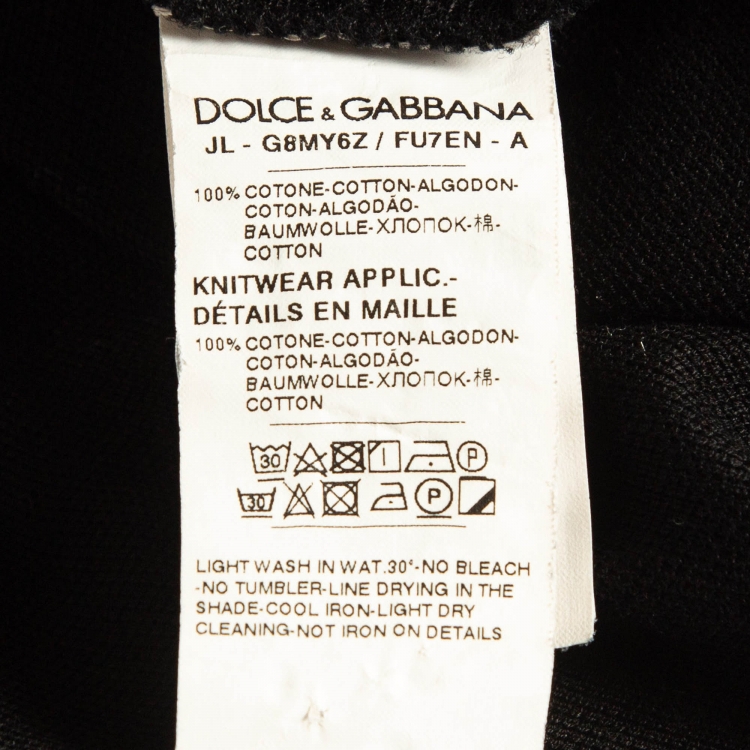 DOLCE & GABBANA
JL - G8MY6Z / FU7EN - A
100% COTONE-COTTON-ALGODON-
COTON-ALGODÃO-
BAUMWOLLE-ХЛОПОК-棉-
COTTON
KNITWEAR APPLIC.-
DÉTAILS EN MAILLE
100% COTONE-COTTON-ALGODON-
COTON-ALGODÃO-
BAUMWOLLE-ХЛОПОК-棉-
COTTON
30 P
30 P
LIGHT WASH IN WAT.30°-NO BLEACH
-NO TUMBLER-LINE DRYING IN THE
SHADE-COOL IRON-LIGHT DRY
CLEANING-NOT IRON ON DETAILS